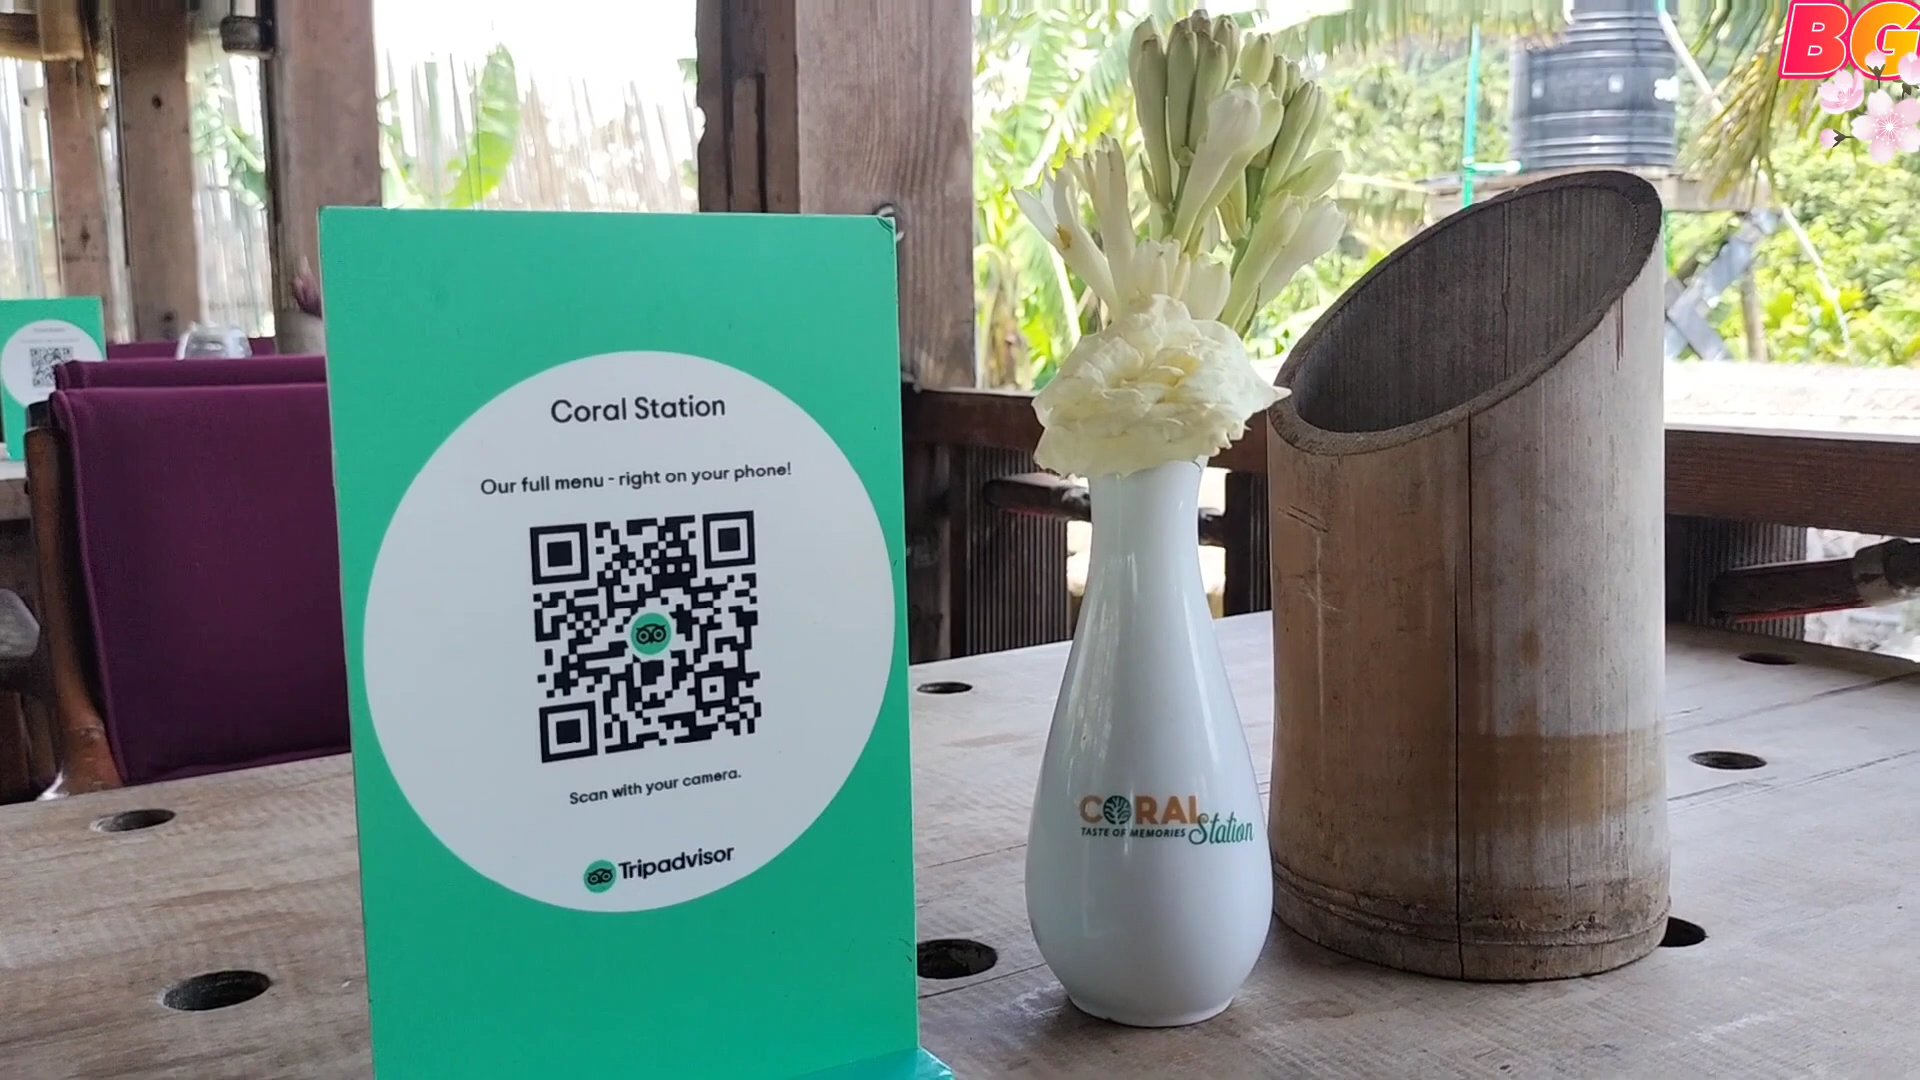 BG
Coral Station
Our full menu - right on your phone!
Scan with your camera.
Tripadvisor
CORAL
TASTE OF MEMORIES Station